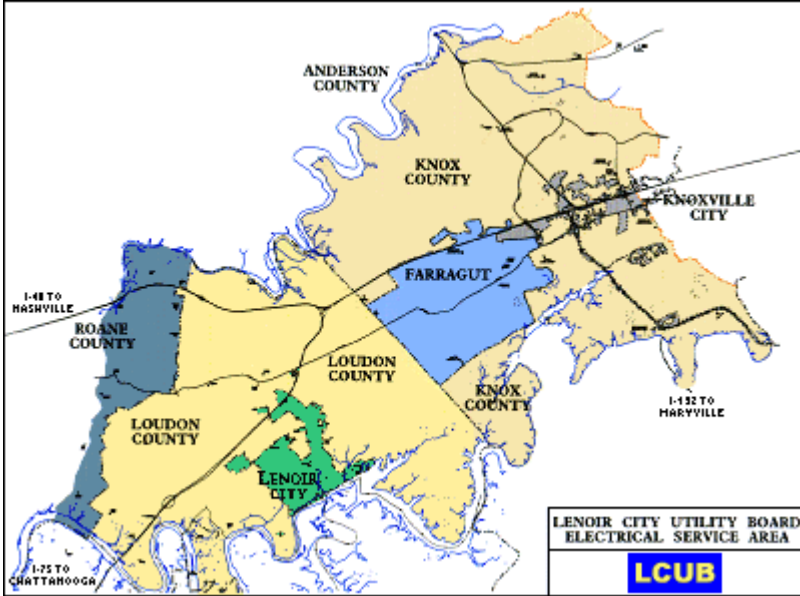 ANDERSON
COUNTY
KNOX
COUNTY
KNOXVILLE
CITY
FARRAGUT
I-40 TO
NASHVILLE
ROANE
COUNTY
LOUDON
COUNTY
KNOX
COUNTY
I-132 TO
MARYVILLE
LOUDON
COUNTY
LENOIR
CITY
I-75 TO
CHATTANOOGA
LENOIR CITY UTILITY BOARD
ELECTRICAL SERVICE AREA
LCUB